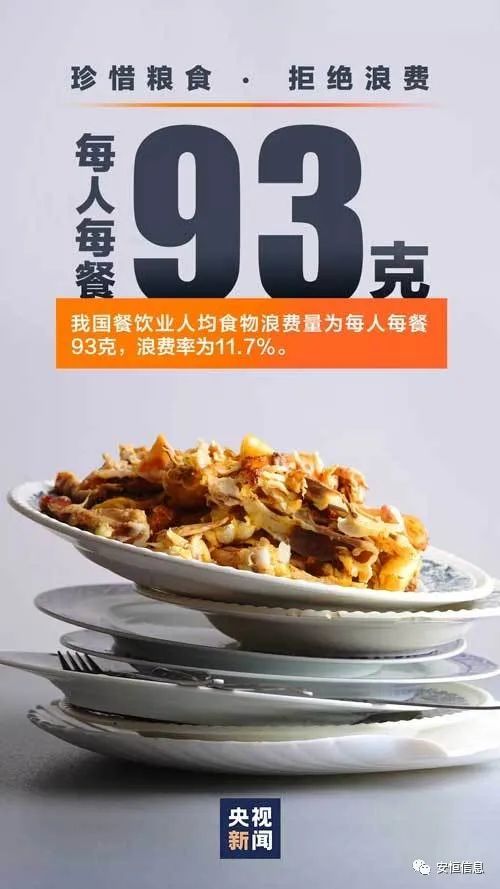 珍惜粮食 · 拒绝浪费
每人每餐
93克
我国餐饮业人均食物浪费量为每人每餐
93克，浪费率为11.7%。
央视
新闻
安恒信息